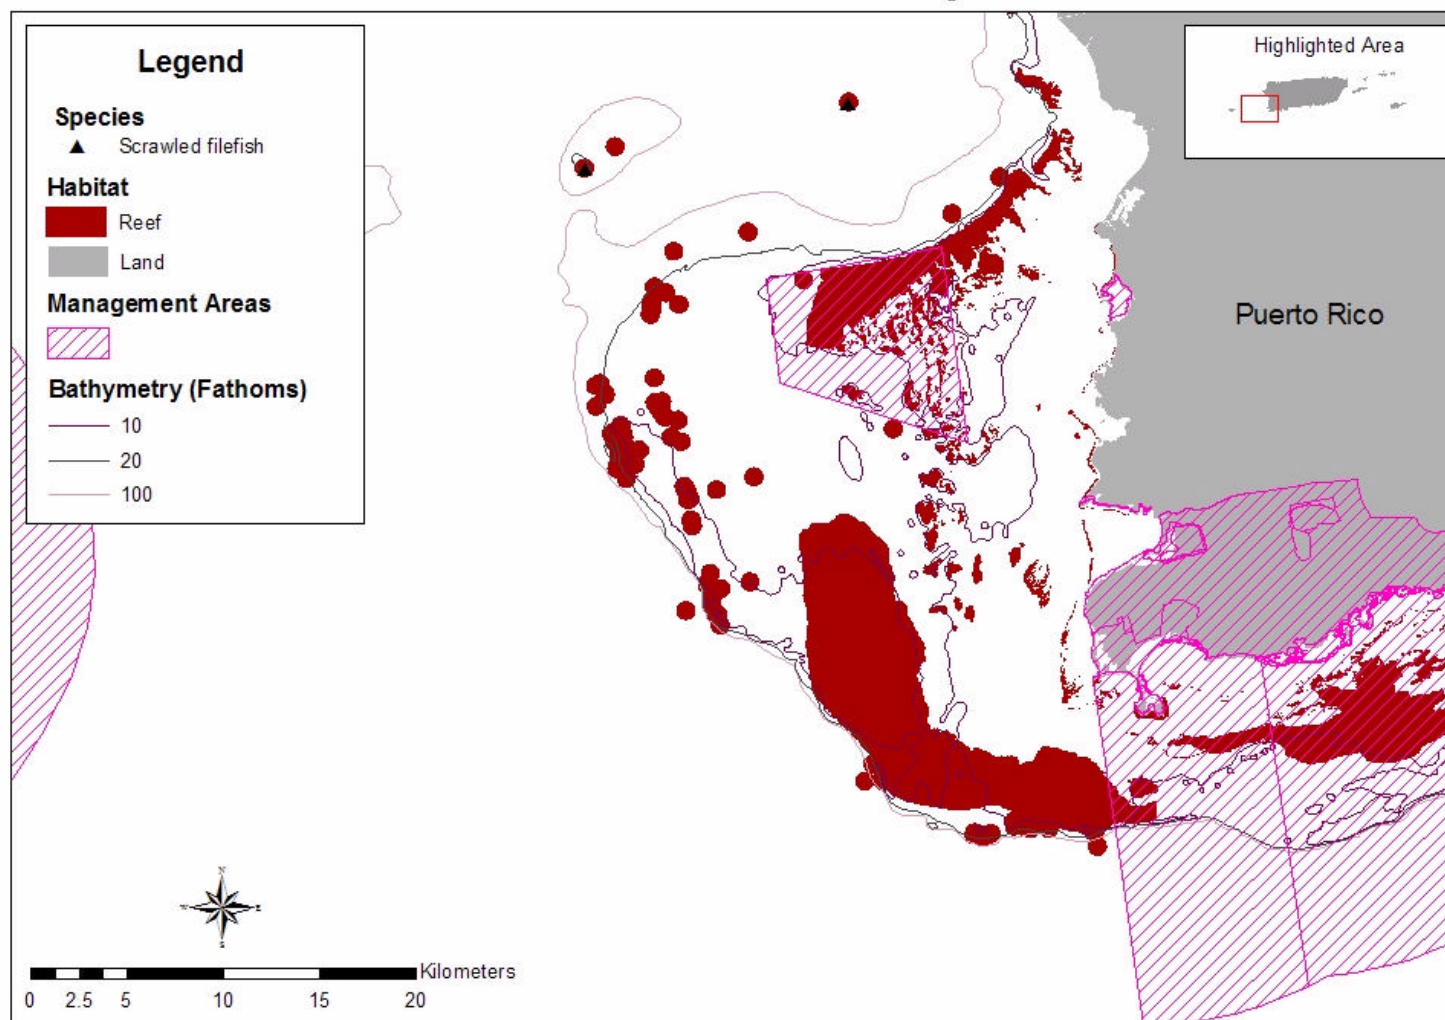 Legend
Species
Scrawled filefish
Habitat
Reef
Land
Management Areas
Bathymetry (Fathoms)
10
20
100
Highlighted Area
Puerto Rico
N
W E
S
Kilometers
0 2.5 5 10 15 20